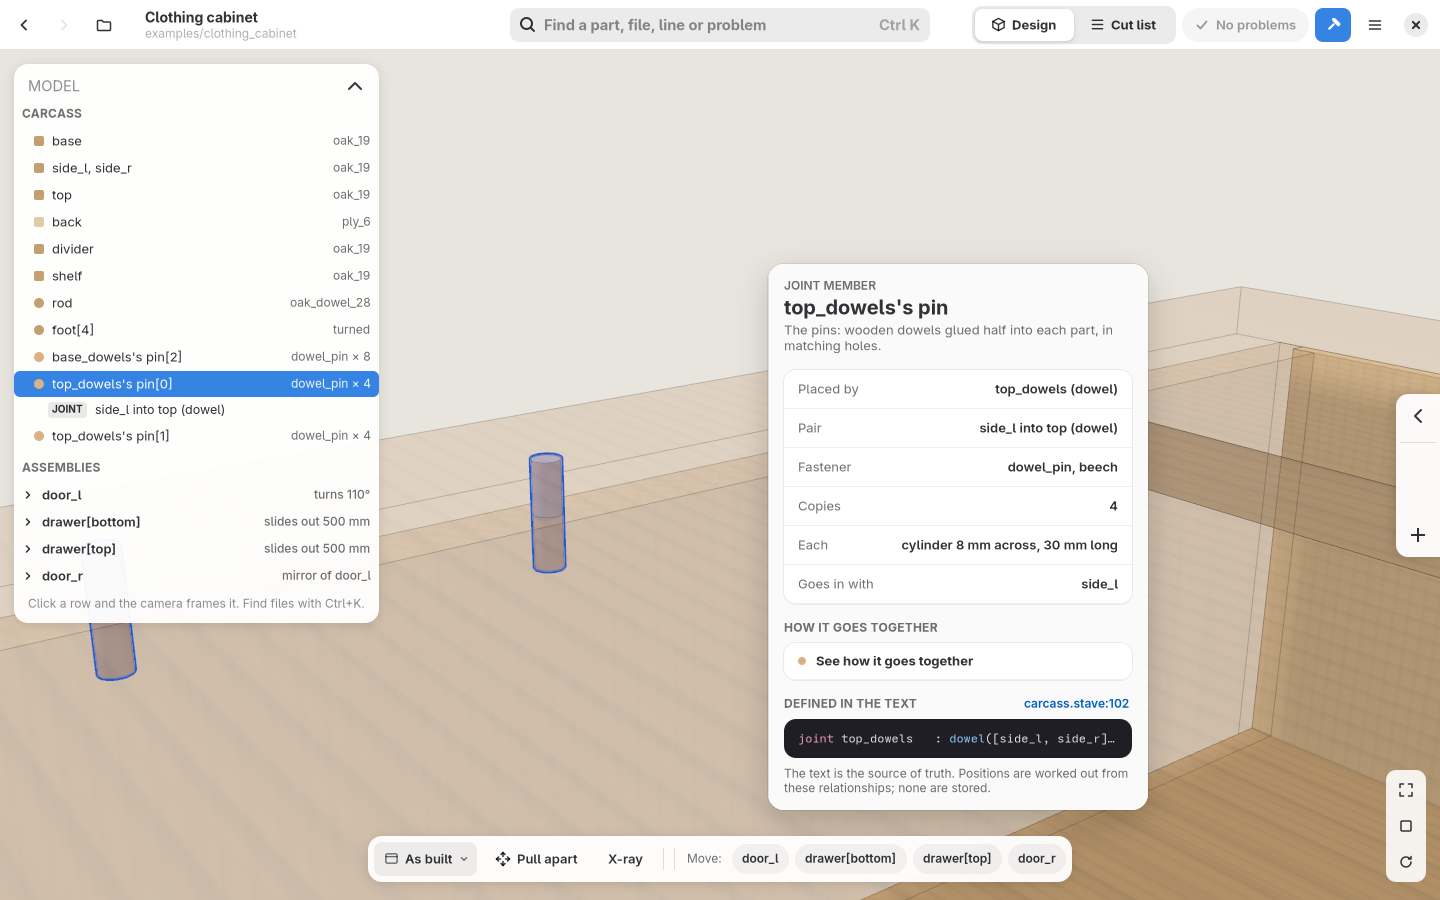 Clothing cabinet
examples/clothing_cabinet
Find a part, file, line or problem
Ctrl K
Design
Cut list
No problems
MODEL
CARCASS
base oak_19
side_l, side_r oak_19
top oak_19
back ply_6
divider oak_19
shelf oak_19
rod oak_dowel_28
foot[4] turned
base_dowels's pin[2] dowel_pin × 8
top_dowels's pin[0] dowel_pin × 4
JOINT side_l into top (dowel)
top_dowels's pin[1] dowel_pin × 4
ASSEMBLIES
door_l turns 110°
drawer[bottom] slides out 500 mm
drawer[top] slides out 500 mm
door_r mirror of door_l
Click a row and the camera frames it. Find files with Ctrl+K.
JOINT MEMBER
top_dowels's pin
The pins: wooden dowels glued half into each part, in
matching holes.
Placed by top_dowels (dowel)
Pair side_l into top (dowel)
Fastener dowel_pin, beech
Copies 4
Each cylinder 8 mm across, 30 mm long
Goes in with side_l
HOW IT GOES TOGETHER
See how it goes together
DEFINED IN THE TEXT carcass.stave:102
joint top_dowels : dowel([side_l, side_r]…
The text is the source of truth. Positions are worked out from
these relationships; none are stored.
As built
Pull apart
X-ray
Move:
door_l
drawer[bottom]
drawer[top]
door_r